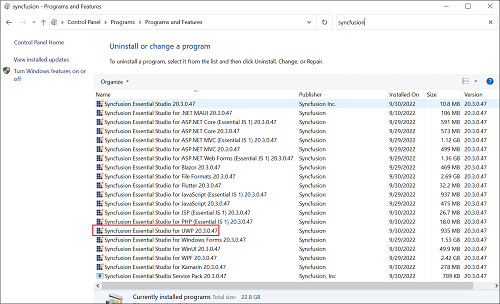 syncfusion - Programs and Features
Control Panel > Programs > Programs and Features
syncfusion
Control Panel Home
View installed updates
Turn Windows features on or off
Uninstall or change a program
To uninstall a program, select it from the list and then click Uninstall, Change, or Repair.
Organize
Name Publisher Installed On Size Version
Syncfusion Essential Studio 20.3.0.47 Syncfusion Inc. 9/30/2022 10.8 MB 20.3.0.47
Syncfusion Essential Studio for .NET MAUI 20.3.0.47 Syncfusion 9/30/2022 106 MB 20.3.0.47
Syncfusion Essential Studio for ASP.NET Core (Essential JS 1) 20.3.0.47 Syncfusion 9/29/2022 591 MB 20.3.0.47
Syncfusion Essential Studio for ASP.NET Core 20.3.0.47 Syncfusion 9/29/2022 573 MB 20.3.0.47
Syncfusion Essential Studio for ASP.NET MVC (Essential JS 1) 20.3.0.47 Syncfusion 9/29/2022 1.12 GB 20.3.0.47
Syncfusion Essential Studio for ASP.NET MVC 20.3.0.47 Syncfusion 9/29/2022 499 MB 20.3.0.47
Syncfusion Essential Studio for ASP.NET Web Forms (Essential JS 1) 20.3.0.47 Syncfusion 9/29/2022 1.36 GB 20.3.0.47
Syncfusion Essential Studio for Blazor 20.3.0.47 Syncfusion 9/29/2022 469 MB 20.3.0.47
Syncfusion Essential Studio for File Formats 20.3.0.47 Syncfusion 9/30/2022 2.69 GB 20.3.0.47
Syncfusion Essential Studio for Flutter 20.3.0.47 Syncfusion 9/30/2022 32.2 MB 20.3.0.47
Syncfusion Essential Studio for JavaScript (Essential JS 1) 20.3.0.47 Syncfusion 9/29/2022 937 MB 20.3.0.47
Syncfusion Essential Studio for JavaScript 20.3.0.47 Syncfusion 9/29/2022 475 MB 20.3.0.47
Syncfusion Essential Studio for JSP (Essential JS 1) 20.3.0.47 Syncfusion 9/30/2022 26.7 MB 20.3.0.47
Syncfusion Essential Studio for PHP (Essential JS 1) 20.3.0.47 Syncfusion 9/30/2022 18.0 MB 20.3.0.47
Syncfusion Essential Studio for UWP 20.3.0.47 Syncfusion 9/30/2022 935 MB 20.3.0.47
Syncfusion Essential Studio for Windows Forms 20.3.0.47 Syncfusion 9/30/2022 1.53 GB 20.3.0.47
Syncfusion Essential Studio for WinUI 20.3.0.47 Syncfusion 9/30/2022 49.9 MB 20.3.0.47
Syncfusion Essential Studio for WPF 20.3.0.47 Syncfusion 9/29/2022 2.42 GB 20.3.0.47
Syncfusion Essential Studio for Xamarin 20.3.0.47 Syncfusion 9/30/2022 278 MB 20.3.0.47
Syncfusion Essential Studio Service Pack 20.3.0.47 Syncfusion, Inc. 9/30/2022 789 KB 20.3.0.47
Currently installed programs Total size: 22.8 GB